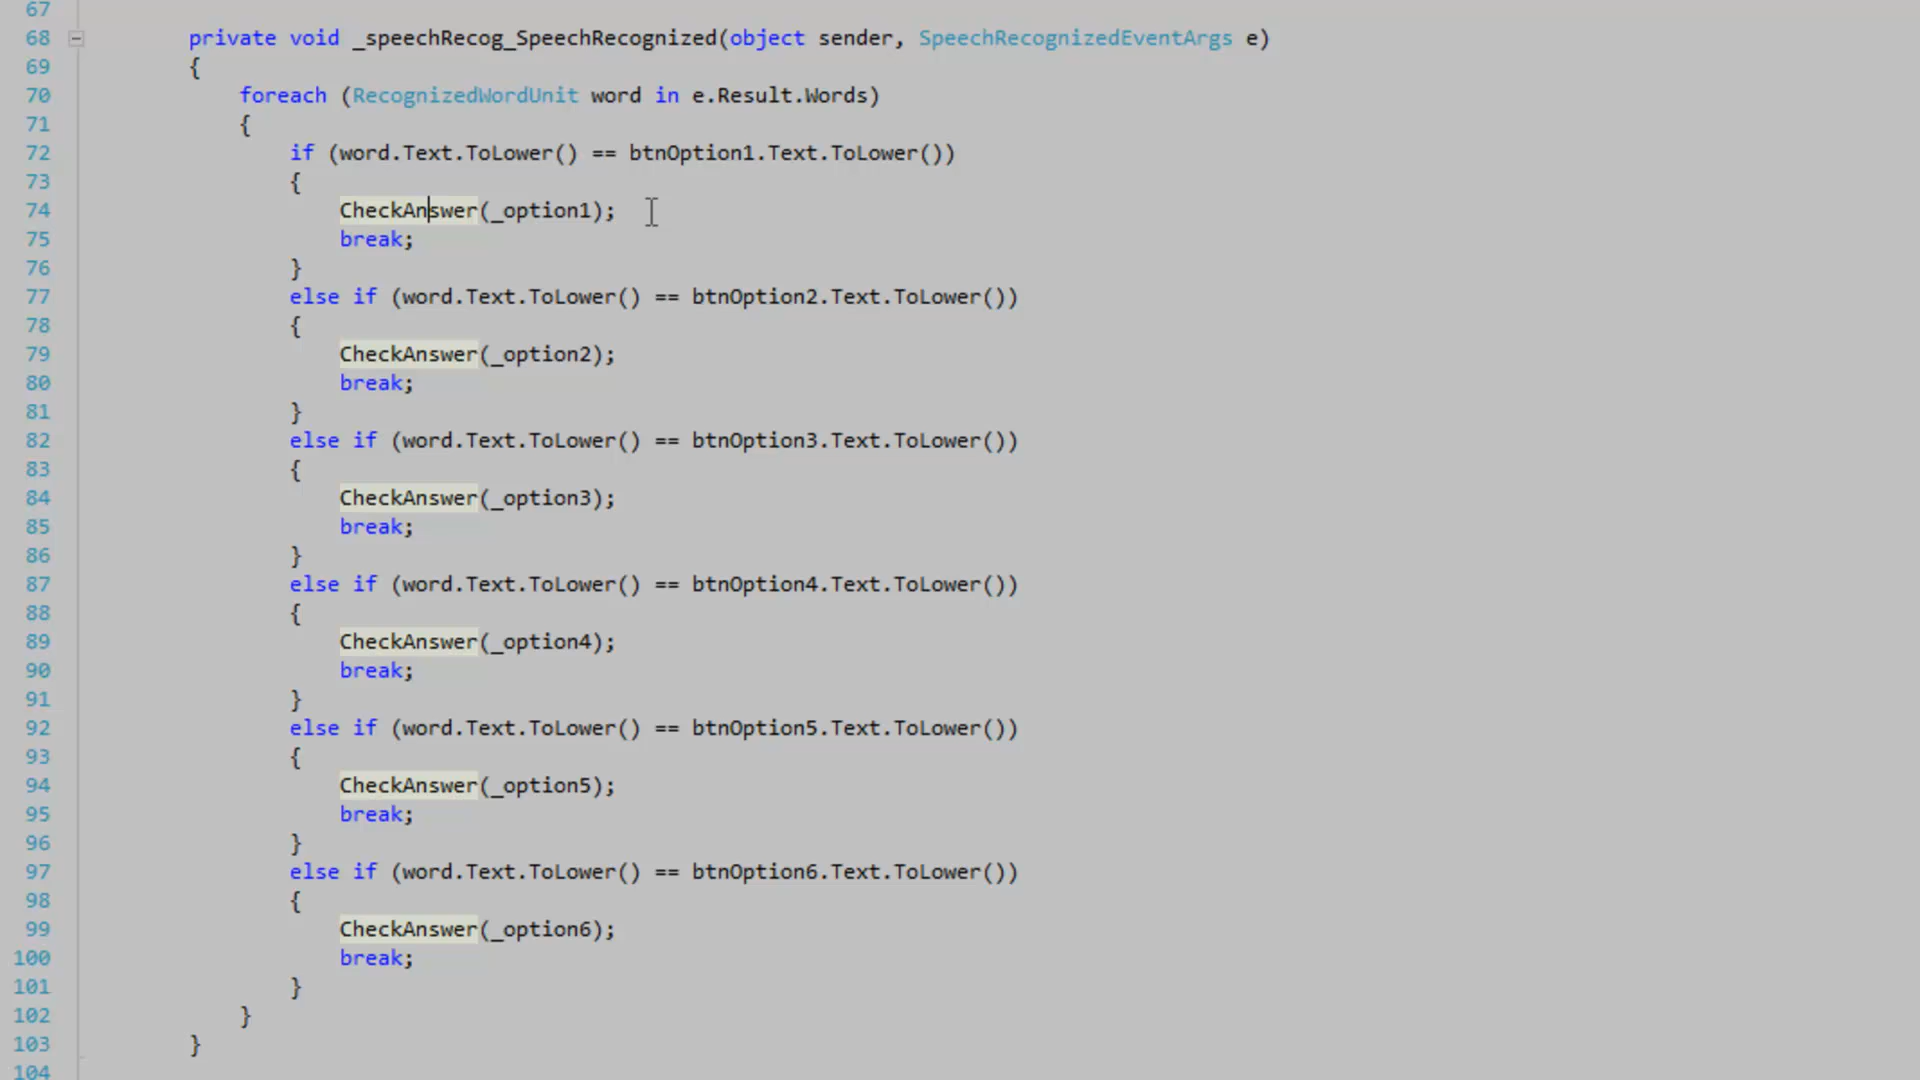 67
68 private void _speechRecog_SpeechRecognized(object sender, SpeechRecognizedEventArgs e)
69 {
70 foreach (RecognizedWordUnit word in e.Result.Words)
71 {
72 if (word.Text.ToLower() == btnOption1.Text.ToLower())
73 {
74 CheckAnswer(_option1);
75 break;
76 }
77 else if (word.Text.ToLower() == btnOption2.Text.ToLower())
78 {
79 CheckAnswer(_option2);
80 break;
81 }
82 else if (word.Text.ToLower() == btnOption3.Text.ToLower())
83 {
84 CheckAnswer(_option3);
85 break;
86 }
87 else if (word.Text.ToLower() == btnOption4.Text.ToLower())
88 {
89 CheckAnswer(_option4);
90 break;
91 }
92 else if (word.Text.ToLower() == btnOption5.Text.ToLower())
93 {
94 CheckAnswer(_option5);
95 break;
96 }
97 else if (word.Text.ToLower() == btnOption6.Text.ToLower())
98 {
99 CheckAnswer(_option6);
100 break;
101 }
102 }
103 }
104